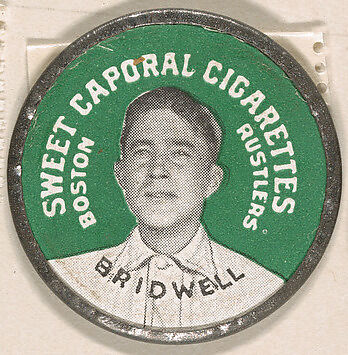 SWEET CAPORAL CIGARETTES
BOSTON
RUSTLERS
BRIDWELL